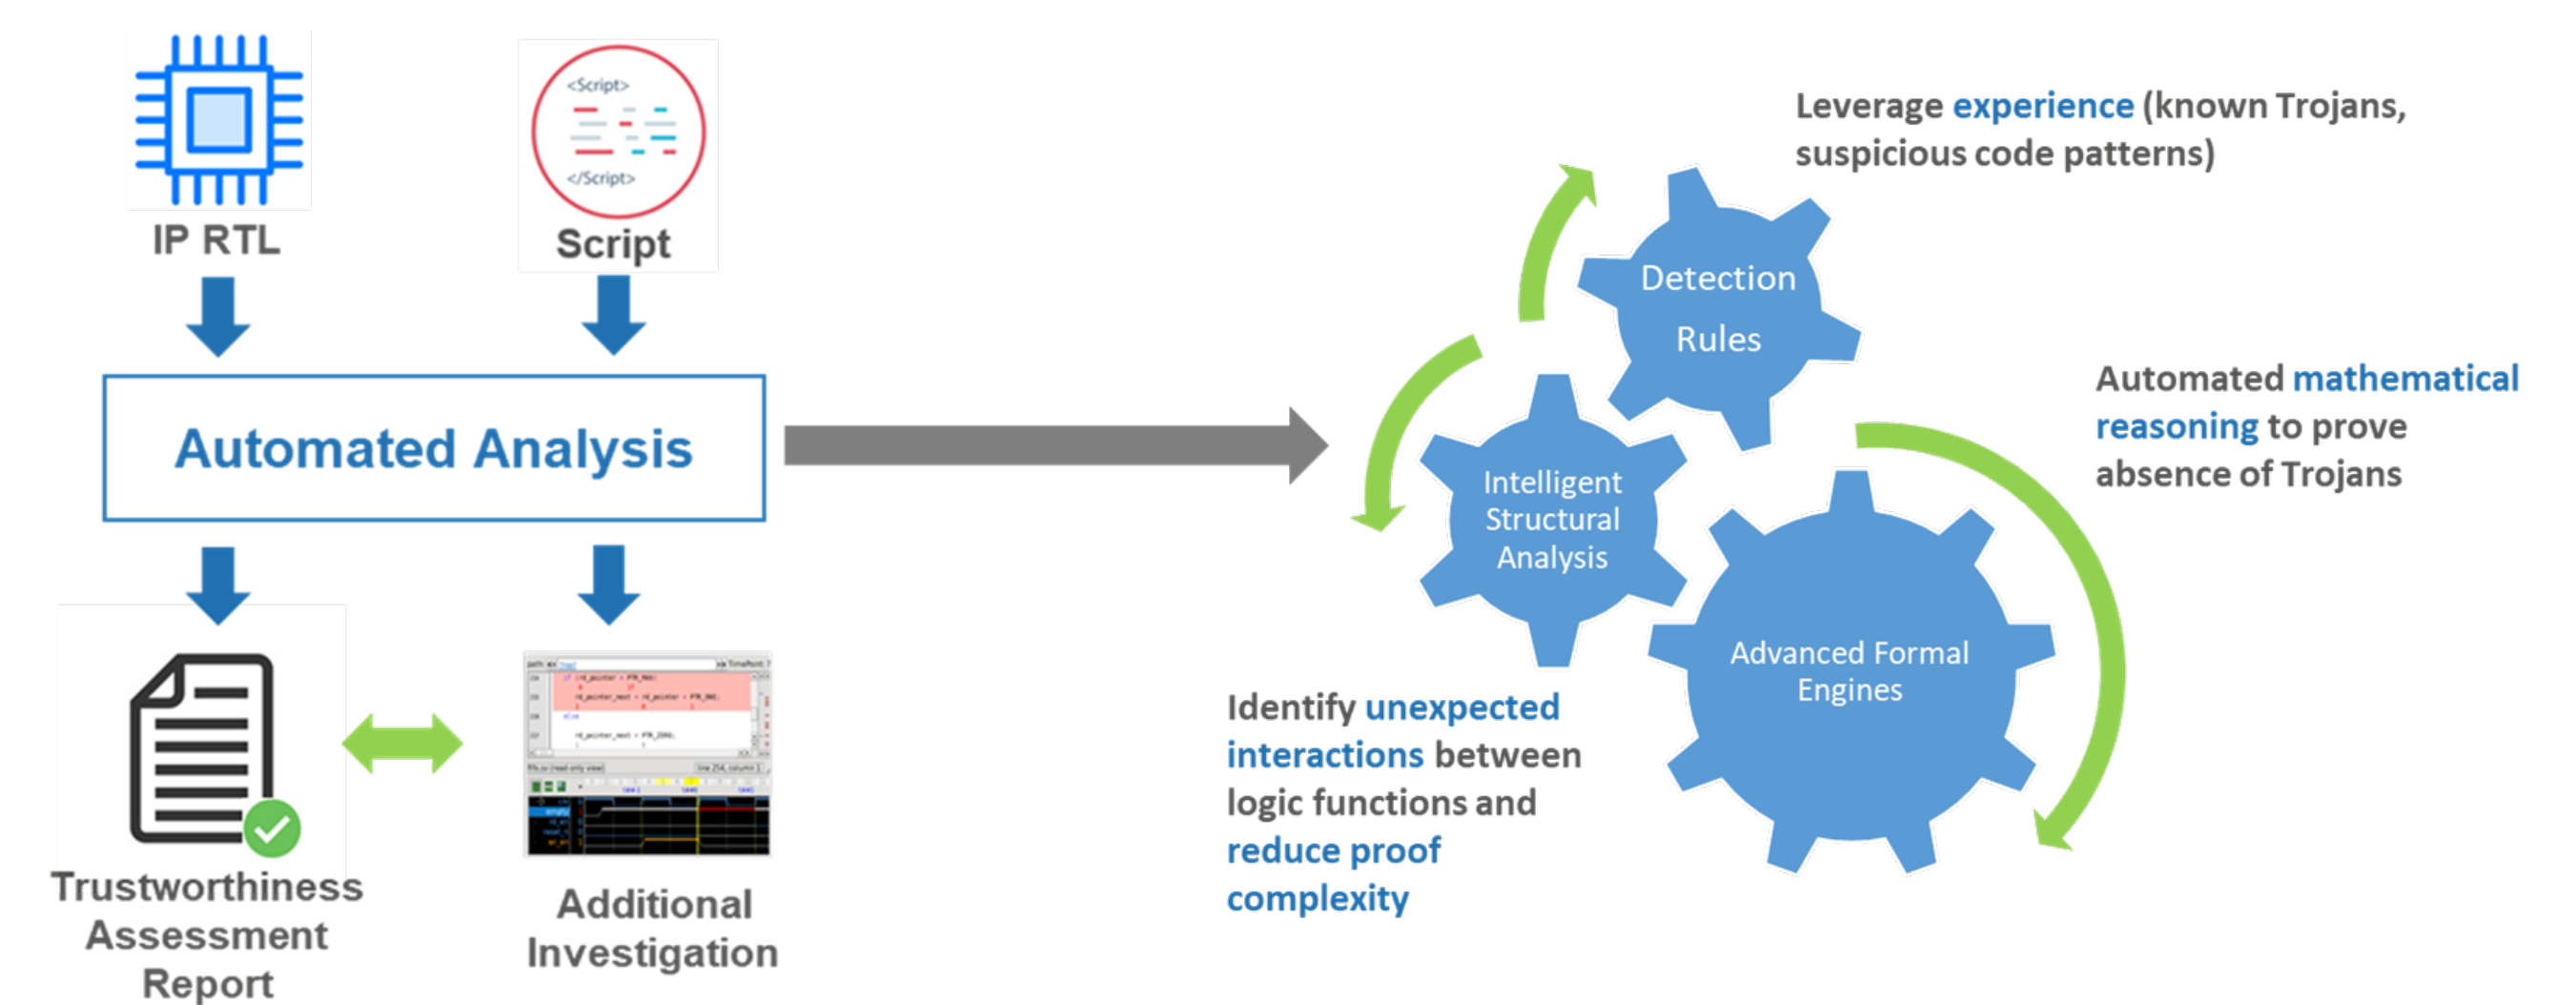 <Script>
</Script>
IP RTL
Script
Automated Analysis
Trustworthiness
Assessment
Report
Additional
Investigation
Leverage experience (known Trojans,
suspicious code patterns)
Detection
Rules
Automated mathematical
reasoning to prove
absence of Trojans
Intelligent
Structural
Analysis
Advanced Formal
Engines
Identify unexpected
interactions between
logic functions and
reduce proof
complexity